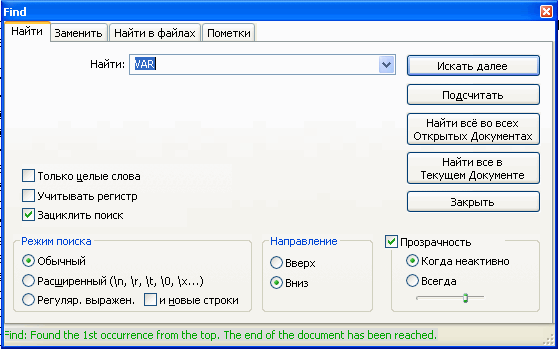 Find
Найти
Заменить
Найти в файлах
Пометки
Найти:
VAR
Искать далее
Подсчитать
Найти всё во всех
Открытых Документах
Найти все в
Текущем Документе
Закрыть
Только целые слова
Учитывать регистр
Зациклить поиск
Режим поиска
Обычный
Расширенный (\n, \r, \t, \0, \x...)
Регуляр. выражен.
и новые строки
Направление
Вверх
Вниз
Прозрачность
Когда неактивно
Всегда
Find: Found the 1st occurrence from the top. The end of the document has been reached.